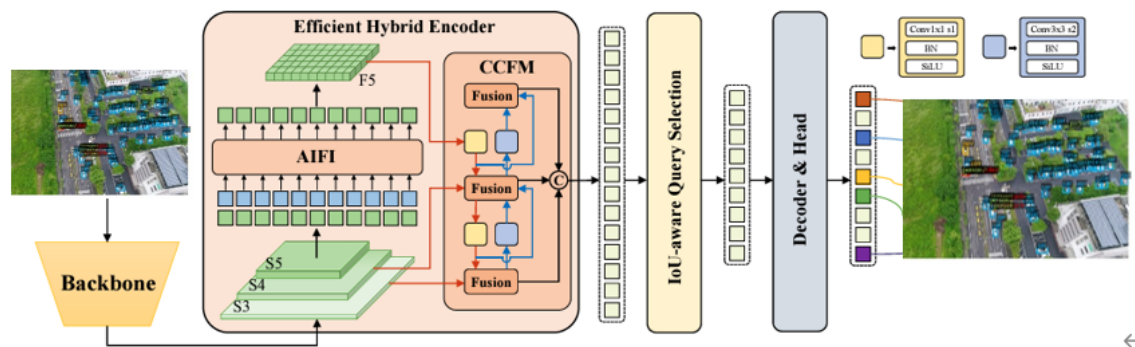 Efficient Hybrid Encoder
F5
CCFM
Fusion
AIFI
Fusion
Fusion
S5
S4
S3
Backbone
C
IoU-aware Query Selection
Decoder & Head
Conv1x1 s1
BN
SiLU
Conv3x3 s2
BN
SiLU